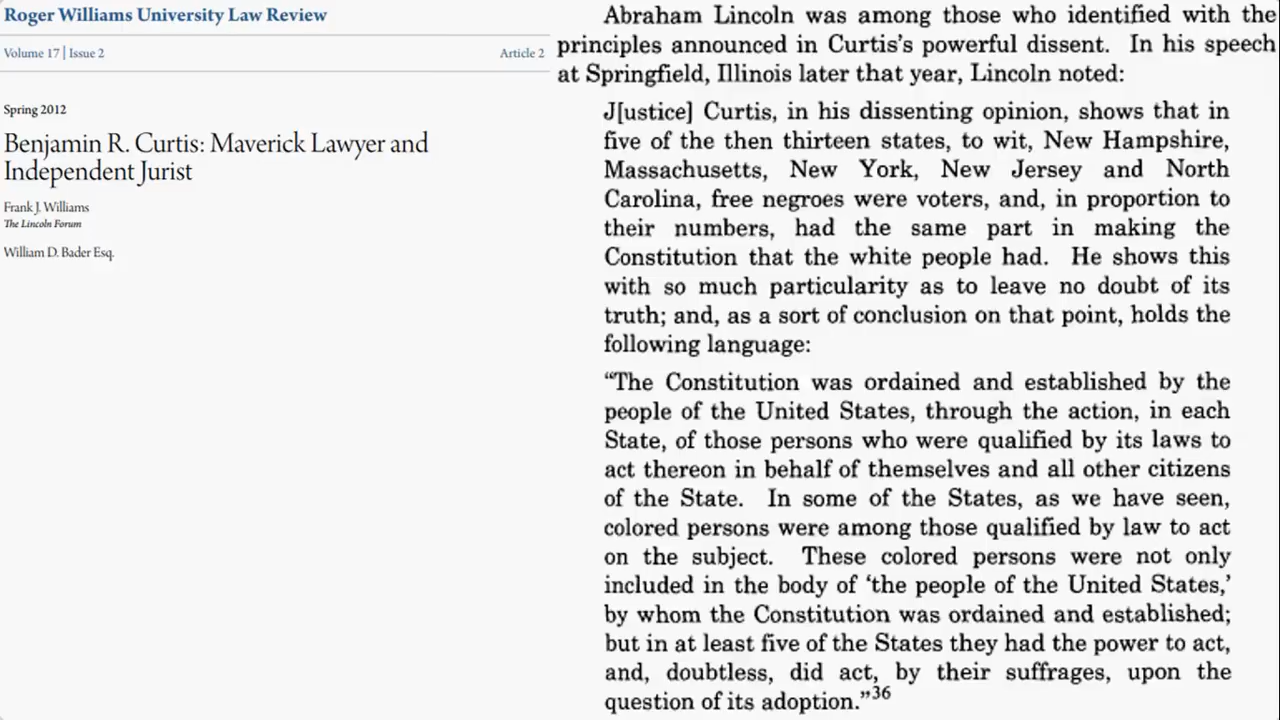 Roger Williams University Law Review
Volume 17 | Issue 2
Article 2
Spring 2012
Benjamin R. Curtis: Maverick Lawyer and
Independent Jurist
Frank J. Williams
The Lincoln Forum
William D. Bader Esq.
Abraham Lincoln was among those who identified with the
principles announced in Curtis's powerful dissent. In his speech
at Springfield, Illinois later that year, Lincoln noted:
J[ustice] Curtis, in his dissenting opinion, shows that in
five of the then thirteen states, to wit, New Hampshire,
Massachusetts, New York, New Jersey and North
Carolina, free negroes were voters, and, in proportion to
their numbers, had the same part in making the
Constitution that the white people had. He shows this
with so much particularity as to leave no doubt of its
truth; and, as a sort of conclusion on that point, holds the
following language:
“The Constitution was ordained and established by the
people of the United States, through the action, in each
State, of those persons who were qualified by its laws to
act thereon in behalf of themselves and all other citizens
of the State. In some of the States, as we have seen,
colored persons were among those qualified by law to act
on the subject. These colored persons were not only
included in the body of ‘the people of the United States,’
by whom the Constitution was ordained and established;
but in at least five of the States they had the power to act,
and, doubtless, did act, by their suffrages, upon the
question of its adoption.”36